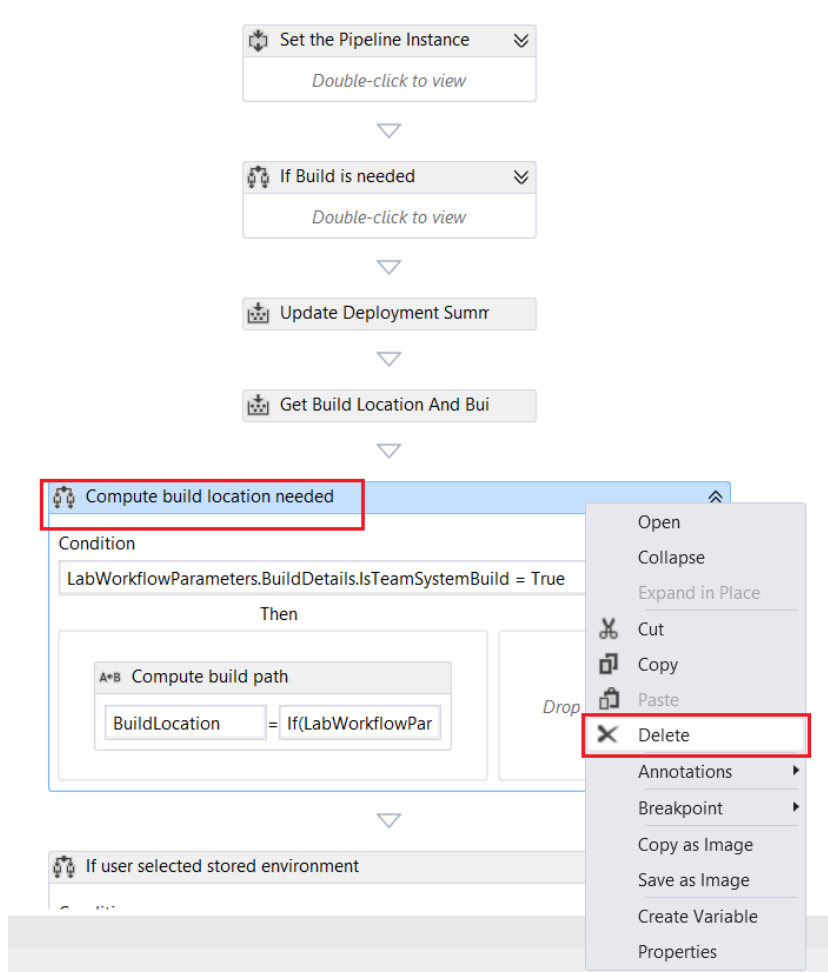 Set the Pipeline Instance
Double-click to view
If Build is needed
Double-click to view
Update Deployment Summ
Get Build Location And Bui
Compute build location needed
Condition
LabWorkflowParameters.BuildDetails.IsTeamSystemBuild = True
Then
A B Compute build path
BuildLocation = If(LabWorkflowPar
Drop
If user selected stored environment
Open
Collapse
Expand in Place
Cut
Copy
Paste
Delete
Annotations
Breakpoint
Copy as Image
Save as Image
Create Variable
Properties